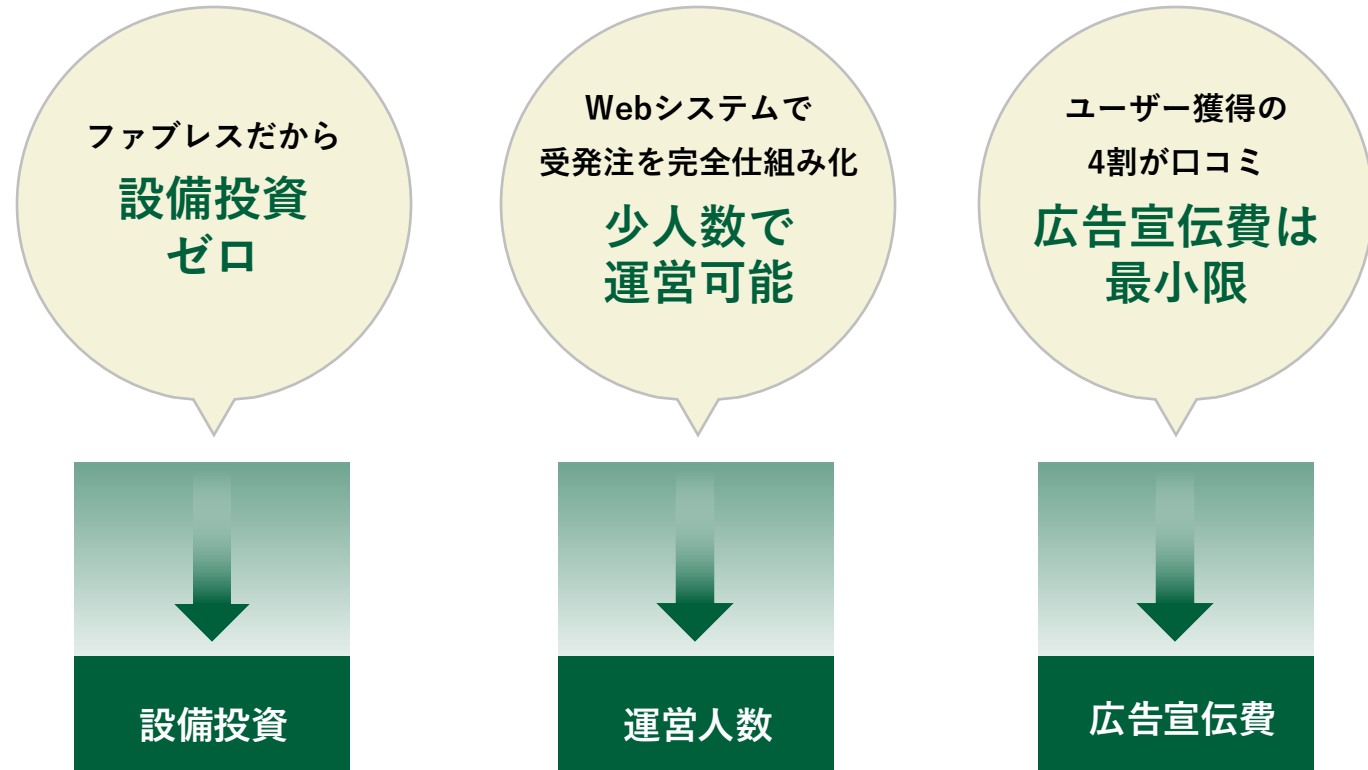 ファブレスだから
設備投資
ゼロ
Webシステムで
受発注を完全仕組み化
少人数で
運営可能
ユーザー獲得の
4割が口コミ
広告宣伝費は
最小限
設備投資
運営人数
広告宣伝費